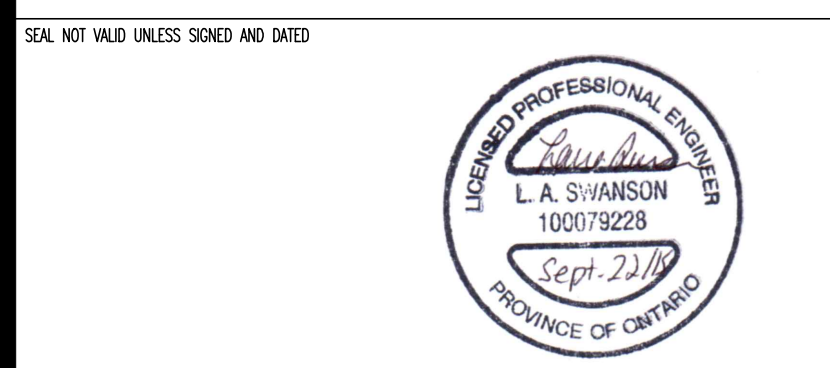 SEAL NOT VALID UNLESS SIGNED AND DATED
LICENSED PROFESSIONAL ENGINEER
L. A. SWANSON
100079228
Sept. 22/15
PROVINCE OF ONTARIO